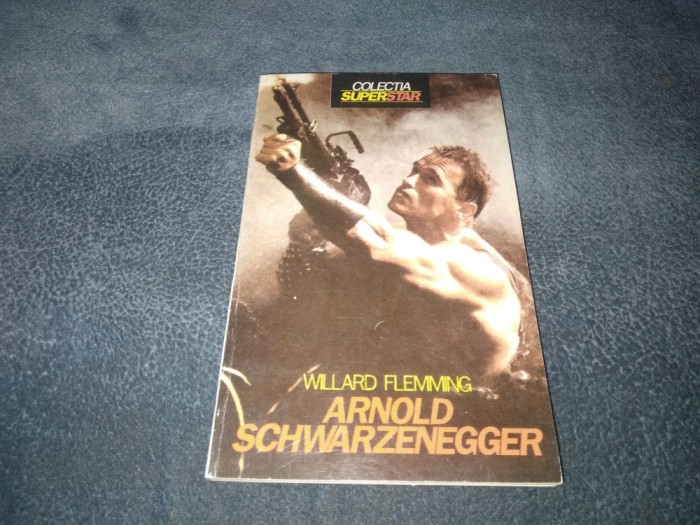 COLECTIA
SUPERSTAR
WILLARD FLEMMING
ARNOLD
SCHWARZENEGGER